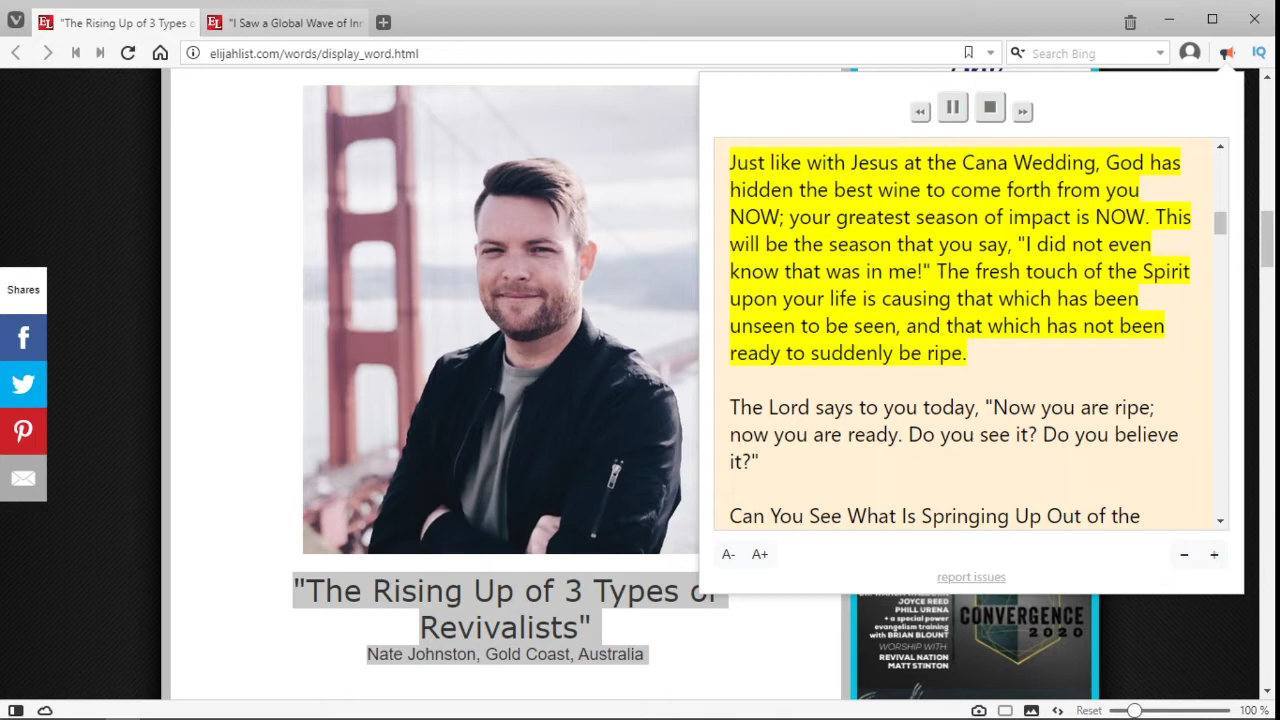 "The Rising Up of 3 Types o
"I Saw a Global Wave of Inn
elijahlist.com/words/display_word.html
Search Bing
IQ
Shares
Just like with Jesus at the Cana Wedding, God has
hidden the best wine to come forth from you
NOW; your greatest season of impact is NOW. This
will be the season that you say, "I did not even
know that was in me!" The fresh touch of the Spirit
upon your life is causing that which has been
unseen to be seen, and that which has not been
ready to suddenly be ripe.
The Lord says to you today, "Now you are ripe;
now you are ready. Do you see it? Do you believe
it?"
Can You See What Is Springing Up Out of the
A- A+
- +
report issues
"The Rising Up of 3 Types of
Revivalists"
Nate Johnston, Gold Coast, Australia
JOYCE REED
PHILL URENA
+ a special power
evangelism training
with BRIAN BLOUNT
WORSHIP WITH
REVIVAL NATION
MATT STINTON
CONVERGENCE
2020
Reset
100 %